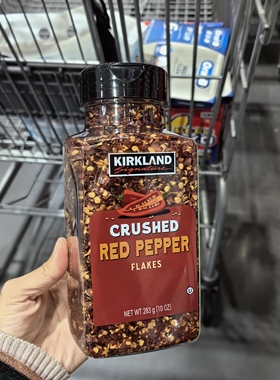 KIRKLAND
Signature
CRUSHED
RED PEPPER
FLAKES
NET WT 283 g (10 OZ)